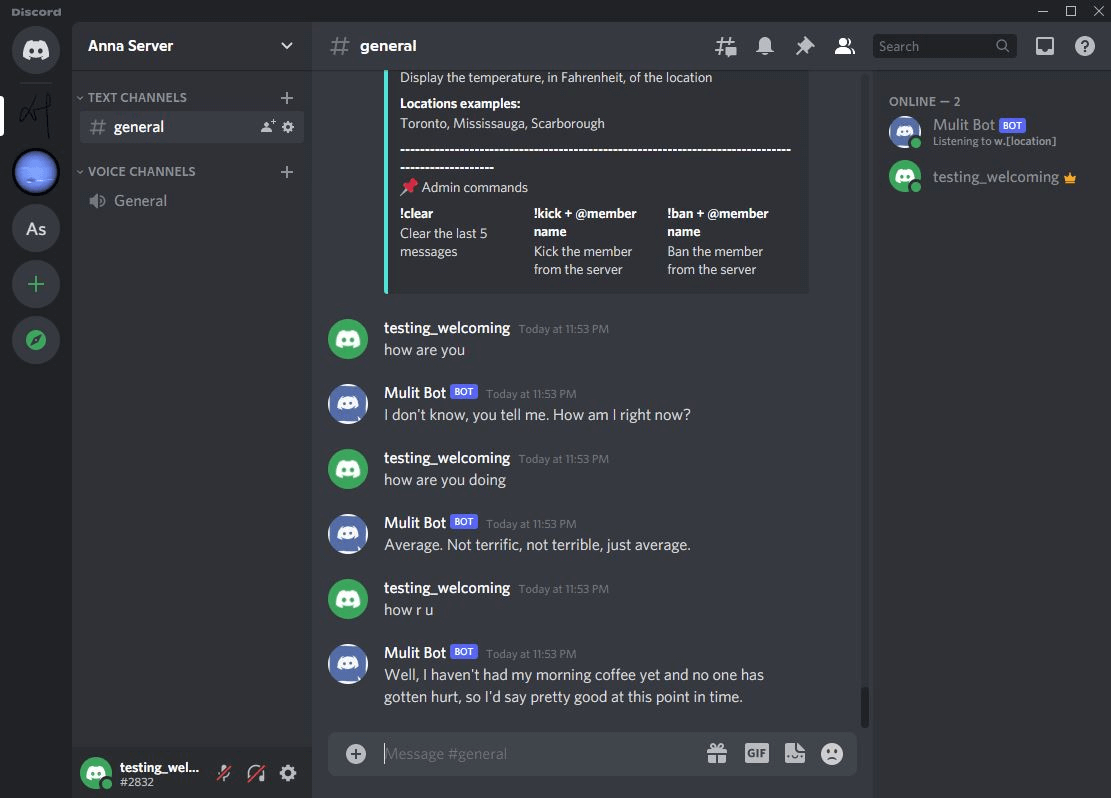 Discord
Anna Server
general
Search
TEXT CHANNELS
general
VOICE CHANNELS
General
As
Display the temperature, in Fahrenheit, of the location
Locations examples:
Toronto, Mississauga, Scarborough
------------------------------------------------------------------------------
-------------------
Admin commands
!clear
Clear the last 5
messages
!kick + @member
name
Kick the member
from the server
!ban + @member
name
Ban the member
from the server
testing_welcoming Today at 11:53 PM
how are you
Mulit Bot BOT Today at 11:53 PM
I don't know, you tell me. How am I right now?
testing_welcoming Today at 11:53 PM
how are you doing
Mulit Bot BOT Today at 11:53 PM
Average. Not terrific, not terrible, just average.
testing_welcoming Today at 11:53 PM
how r u
Mulit Bot BOT Today at 11:53 PM
Well, I haven't had my morning coffee yet and no one has
gotten hurt, so I'd say pretty good at this point in time.
Message #general
GIF
testing_wel...
#2832
ONLINE — 2
Mulit Bot BOT
Listening to w.[location]
testing_welcoming